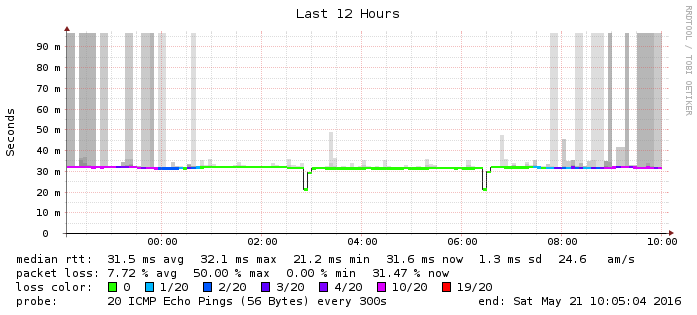 Last 12 Hours
RRDTOOL / TOBI OETIKER
Seconds
90 m
80 m
70 m
60 m
50 m
40 m
30 m
20 m
10 m
0
00:00 02:00 04:00 06:00 08:00 10:00
median rtt: 31.5 ms avg 32.1 ms max 21.2 ms min 31.6 ms now 1.3 ms sd 24.6 am/s
packet loss: 7.72 % avg 50.00 % max 0.00 % min 31.47 % now
loss color: 0 1/20 2/20 3/20 4/20 10/20 19/20
probe: 20 ICMP Echo Pings (56 Bytes) every 300s end: Sat May 21 10:05:04 2016